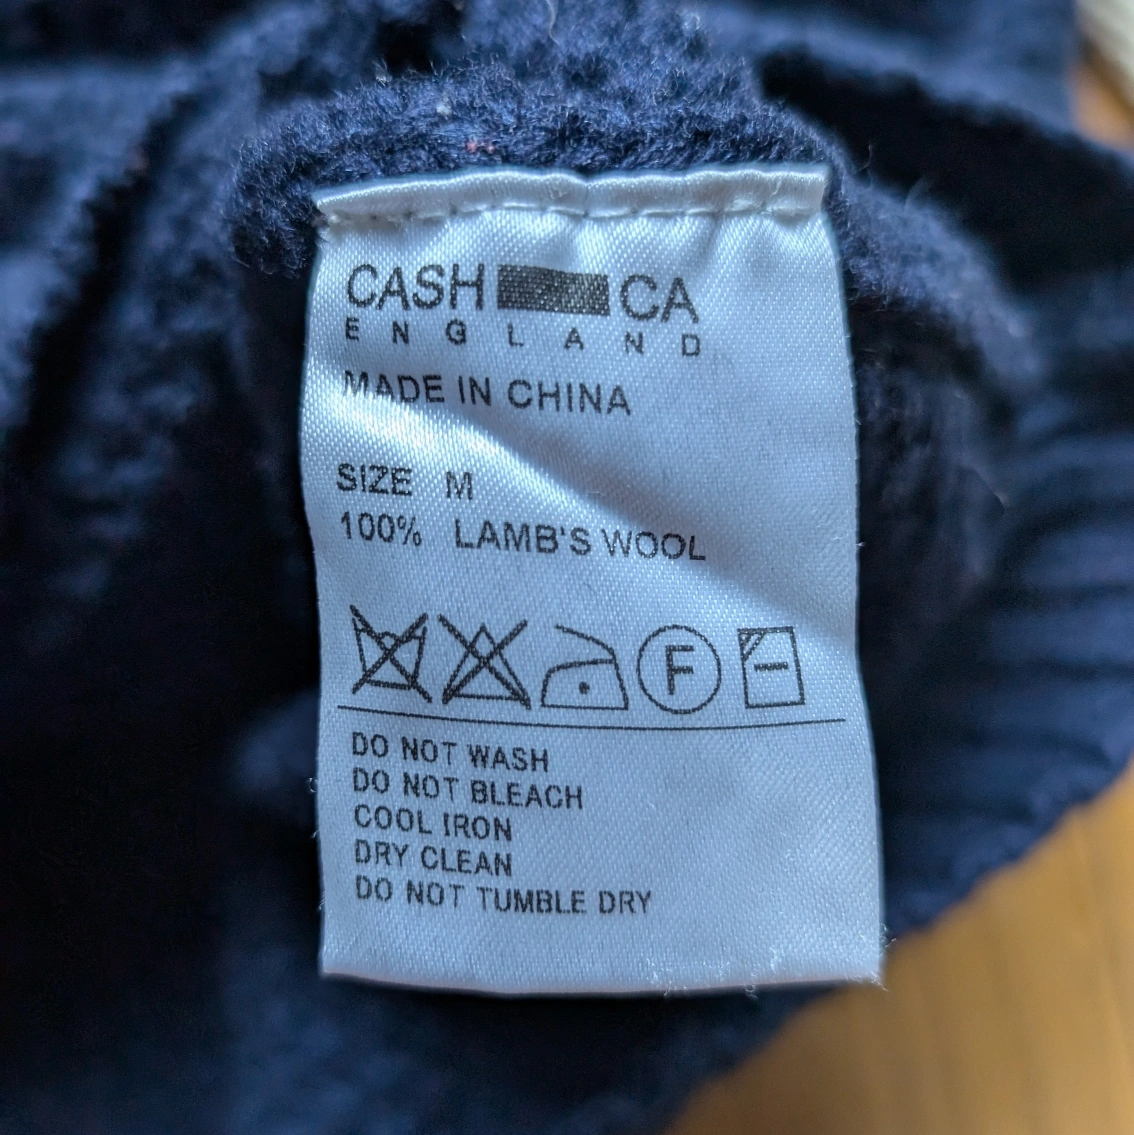 CASH CA
ENGLAND
MADE IN CHINA
SIZE M
100% LAMB'S WOOL
F
DO NOT WASH
DO NOT BLEACH
COOL IRON
DRY CLEAN
DO NOT TUMBLE DRY